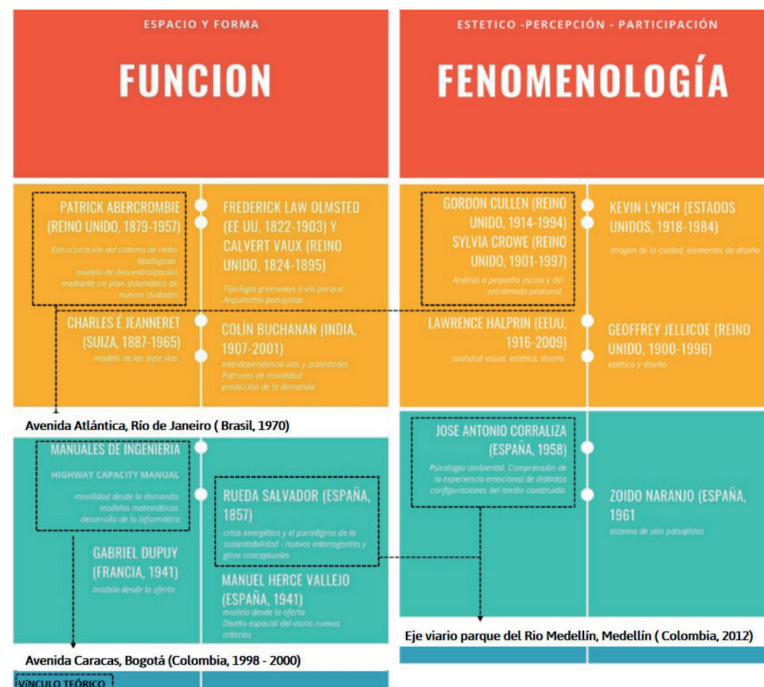 ESPACIO Y FORMA
FUNCION
PATRICK ABERCROMBIE
(REINO UNIDO, 1879-1957)
Estructuración del sistema de redes
tipológicas
modelo de descentralización
mediante un plan sistemático de
nuevas ciudades
FREDERICK LAW OLMSTED
(EE UU, 1822-1903) Y
CALVERT VAUX (REINO
UNIDO, 1824-1895)
Tipología greenways o vía parque
Arquitectos paisajistas
CHARLES É JEANNERET
(SUIZA, 1887-1965)
modelo de las siete vías
COLÍN BUCHANAN (INDIA,
1907-2001)
interdependencia vías y actividades
Patrones de movilidad
predicción de la demanda
Avenida Atlántica, Río de Janeiro ( Brasil, 1970)
MANUALES DE INGENIERIA
HIGHWAY CAPACITY MANUAL
movilidad desde la demanda
modelos matemáticos
desarrollo de la informática
RUEDA SALVADOR (ESPAÑA,
1857)
crisis energética y el paradigma de la
sustentabilidad - nuevos interrogantes y
giros conceptuales
GABRIEL DUPUY
(FRANCIA, 1941)
modelo desde la oferta
MANUEL HERCE VALLEJO
(ESPAÑA, 1941)
modelo desde la oferta
Diseño espacial del viario nuevos
criterios
Avenida Caracas, Bogotá (Colombia, 1998 - 2000)
VíNCULO TEÓRICO
ESTETICO -PERCEPCIÓN - PARTICIPACIÓN
FENOMENOLOGÍA
GORDON CULLEN (REINO
UNIDO, 1914-1994)
SYLVIA CROWE (REINO
UNIDO, 1901-1997)
Análisis a pequeña escala y del
entramado peatonal
KEVIN LYNCH (ESTADOS
UNIDOS, 1918-1984)
imagen de la ciudad, elementos de diseño
LAWRENCE HALPRIN (EEUU,
1916-2009)
cualidad visual, estética, diseño
GEOFFREY JELLICOE (REINO
UNIDO, 1900-1996)
estética y diseño
JOSE ANTONIO CORRALIZA
(ESPAÑA, 1958)
Psicología ambiental. Comprensión de
la experiencia emocional de distintas
configuraciones del medio construido.
ZOIDO NARANJO (ESPAÑA,
1961
sistema de vías paisajistas
Eje viario parque del Rio Medellín, Medellín ( Colombia, 2012)